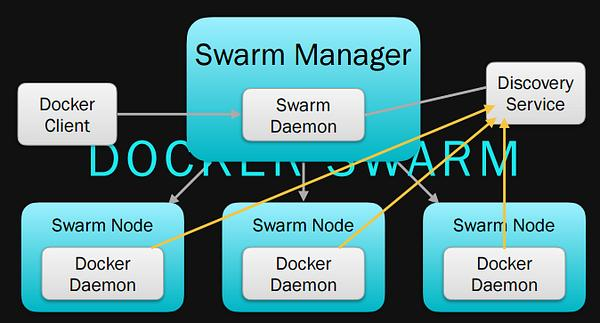 Swarm Manager
Docker
Client
Swarm
Daemon
Discovery
Service
DOCKER SWARM
Swarm Node
Docker
Daemon
Swarm Node
Docker
Daemon
Swarm Node
Docker
Daemon